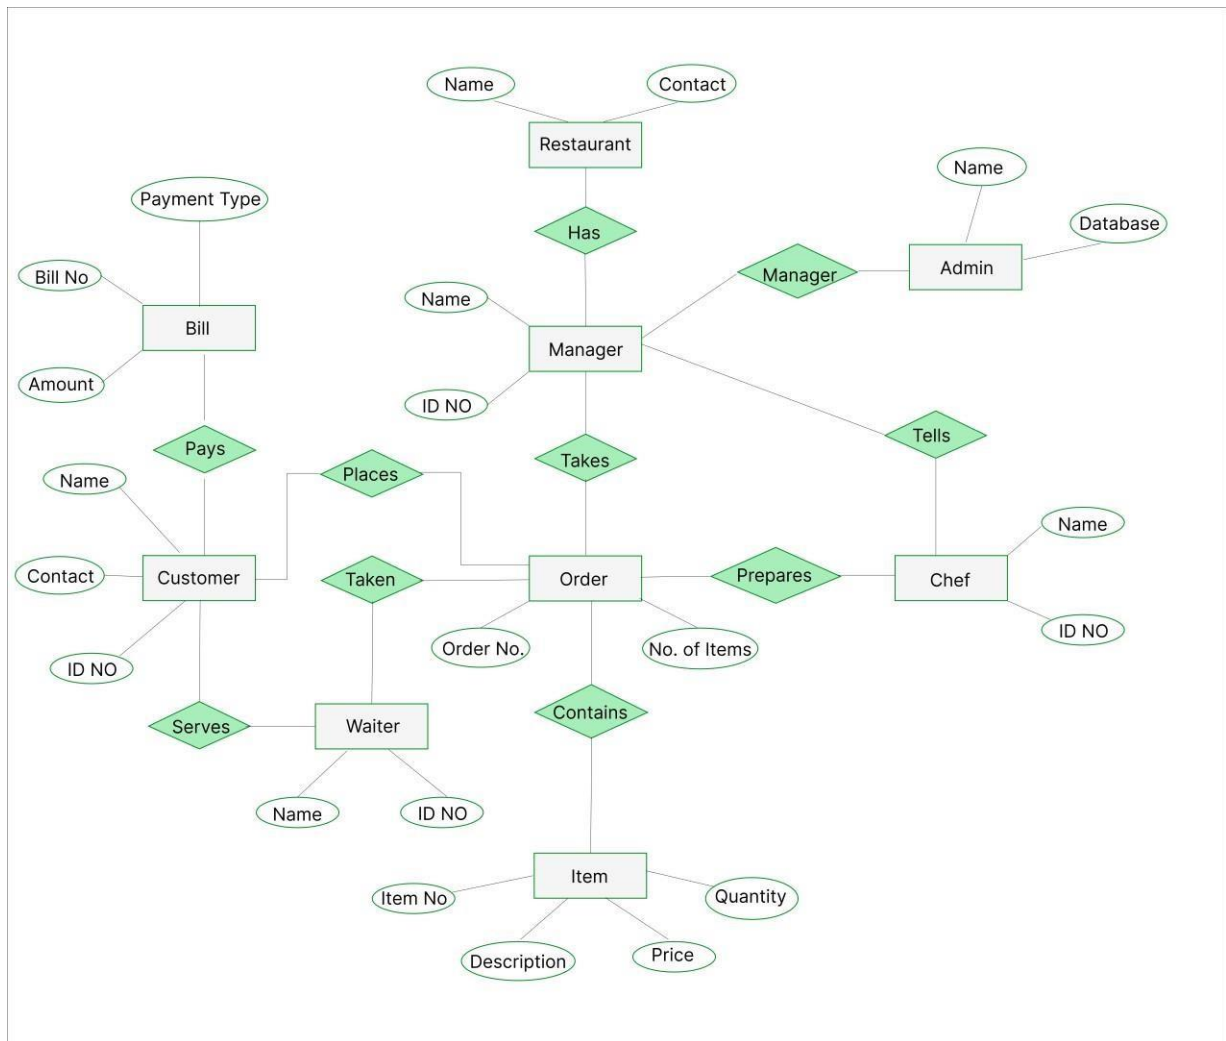 Name
Contact
Restaurant
Name
Payment Type
Database
Has
Admin
Manager
Bill No
Name
Bill
Manager
Amount
ID NO
Tells
Pays
Takes
Places
Name
Name
Contact
Customer
Taken
Order
Prepares
Chef
ID NO
Order No.
No. of Items
ID NO
Contains
Serves
Waiter
Name
ID NO
Item
Item No
Quantity
Description
Price